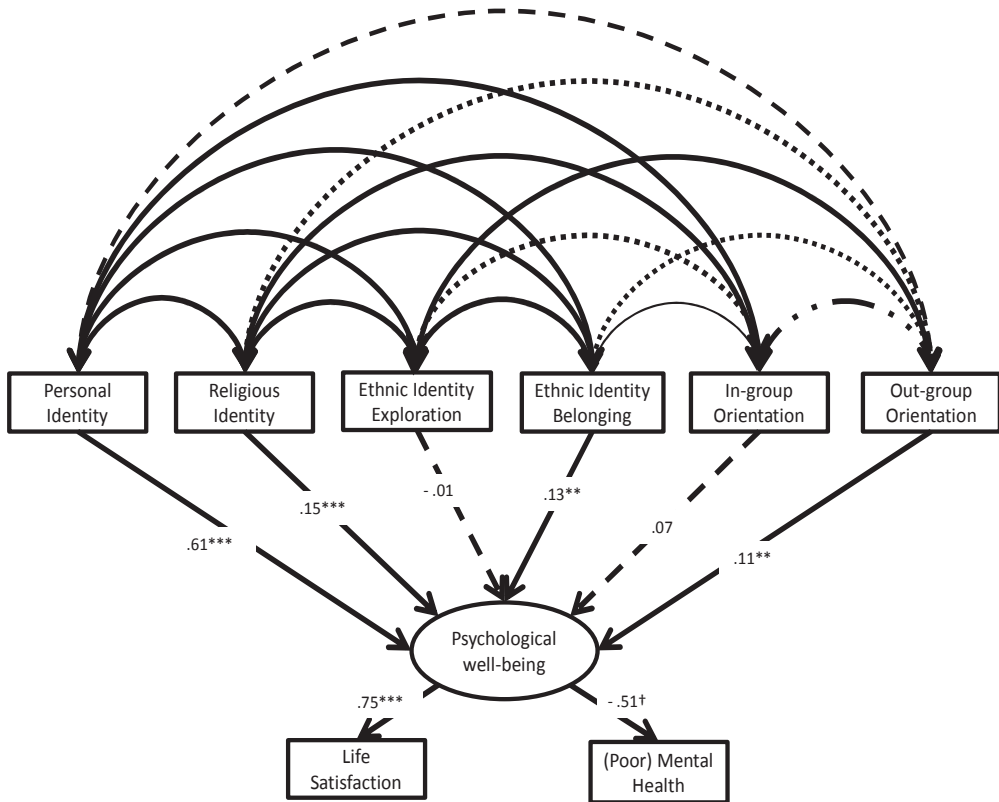 Personal
Identity
Religious
Identity
Ethnic Identity
Exploration
Ethnic Identity
Belonging
In-group
Orientation
Out-group
Orientation
.61***
.15***
- .01
.13**
.07
.11**
Psychological
well-being
.75***
- .51†
Life
Satisfaction
(Poor) Mental
Health